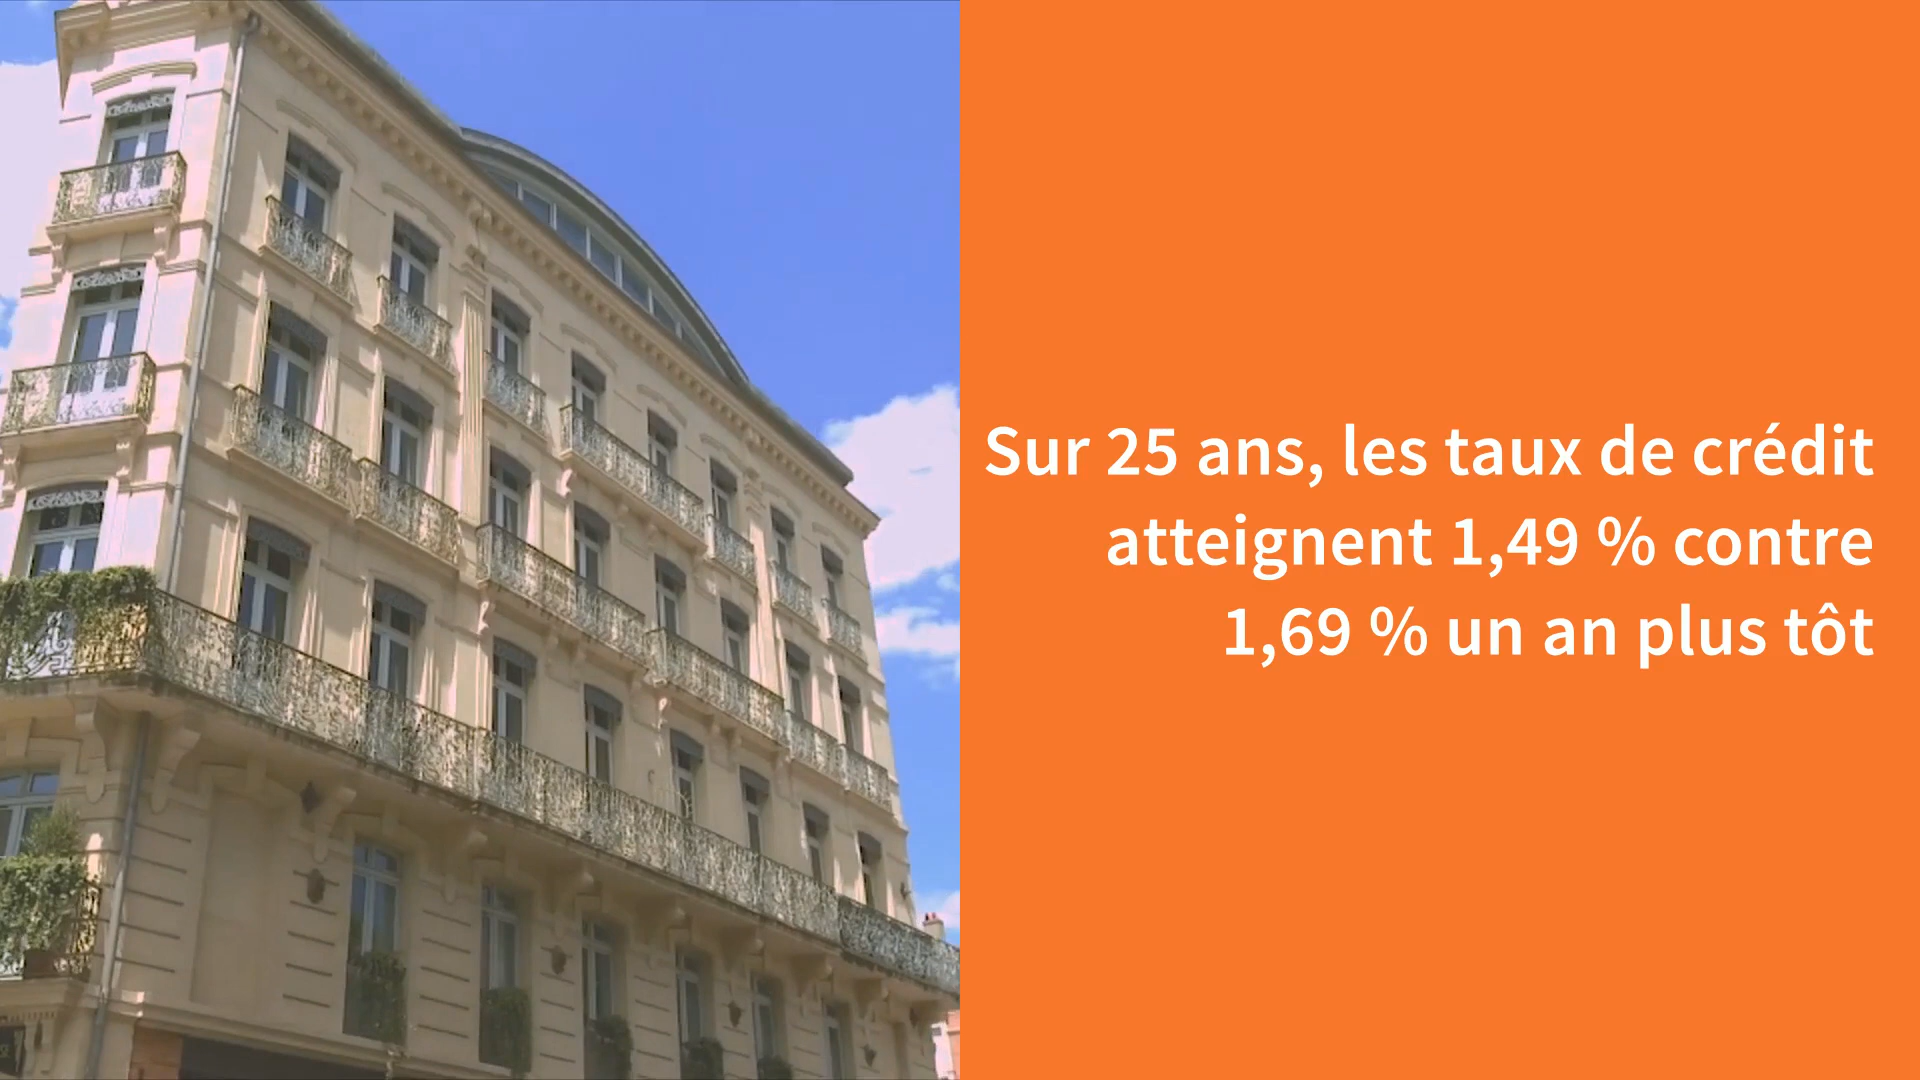 Sur 25 ans, les taux de crédit
atteignent 1,49 % contre
1,69 % un an plus tôt